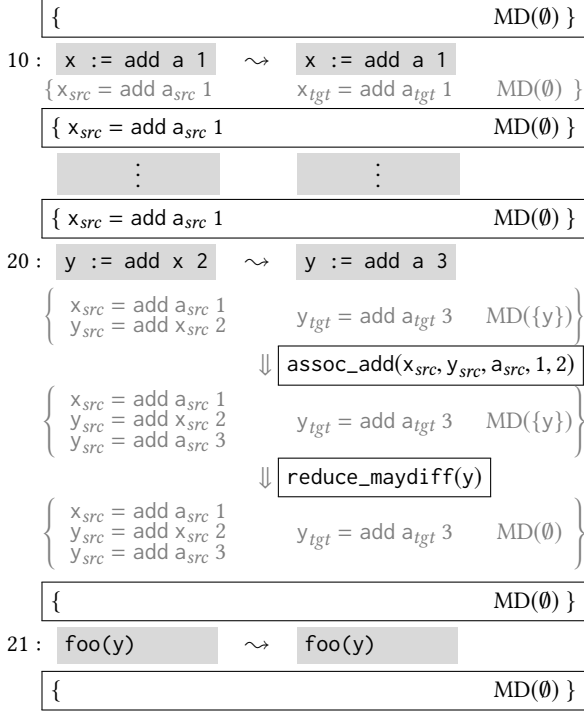 { MD(∅) }
10 : x := add a 1 ⤳ x := add a 1
{ x_src = add a_src 1 x_tgt = add a_tgt 1 MD(∅) }
{ x_src = add a_src 1 MD(∅) }
⋮ ⋮
{ x_src = add a_src 1 MD(∅) }
20 : y := add x 2 ⤳ y := add a 3
{ x_src = add a_src 1
y_src = add x_src 2 y_tgt = add a_tgt 3 MD({y}) }
⇓ assoc_add(x_src, y_src, a_src, 1, 2)
{ x_src = add a_src 1
y_src = add x_src 2 y_tgt = add a_tgt 3 MD({y}) }
y_src = add a_src 3
⇓ reduce_maydiff(y)
{ x_src = add a_src 1
y_src = add x_src 2 y_tgt = add a_tgt 3 MD(∅) }
y_src = add a_src 3
{ MD(∅) }
21 : foo(y) ⤳ foo(y)
{ MD(∅) }